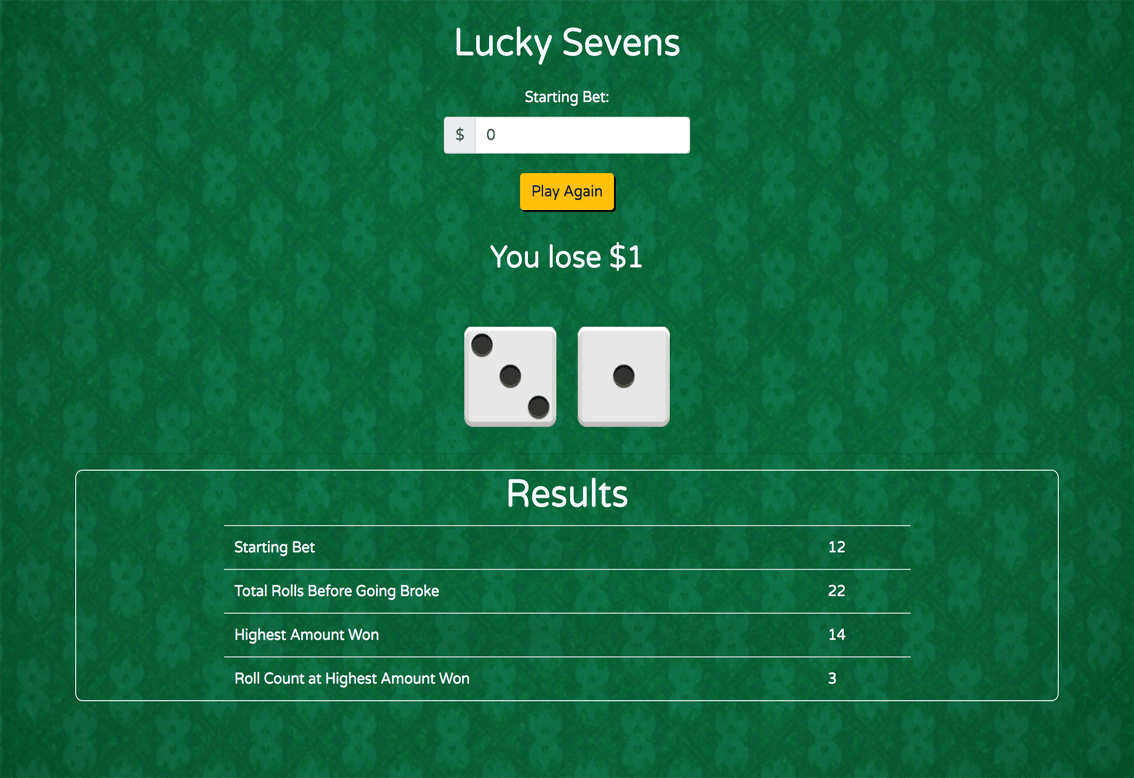 Lucky Sevens
Starting Bet:
$ 0
Play Again
You lose $1
Results
Starting Bet 12
Total Rolls Before Going Broke 22
Highest Amount Won 14
Roll Count at Highest Amount Won 3